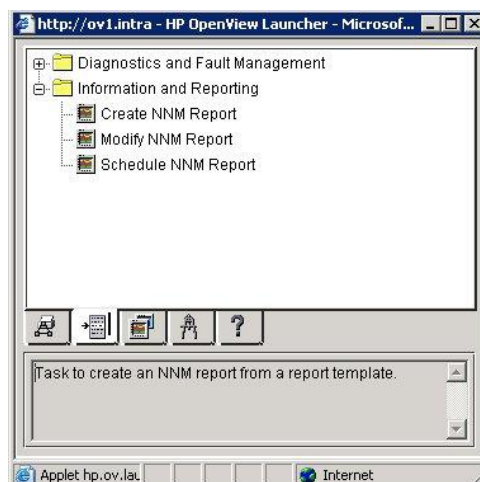 http://ov1.intra - HP OpenView Launcher - Microsof...
Diagnostics and Fault Management
Information and Reporting
Create NNM Report
Modify NNM Report
Schedule NNM Report
?
Task to create an NNM report from a report template.
Applet hp.ov.lau
Internet